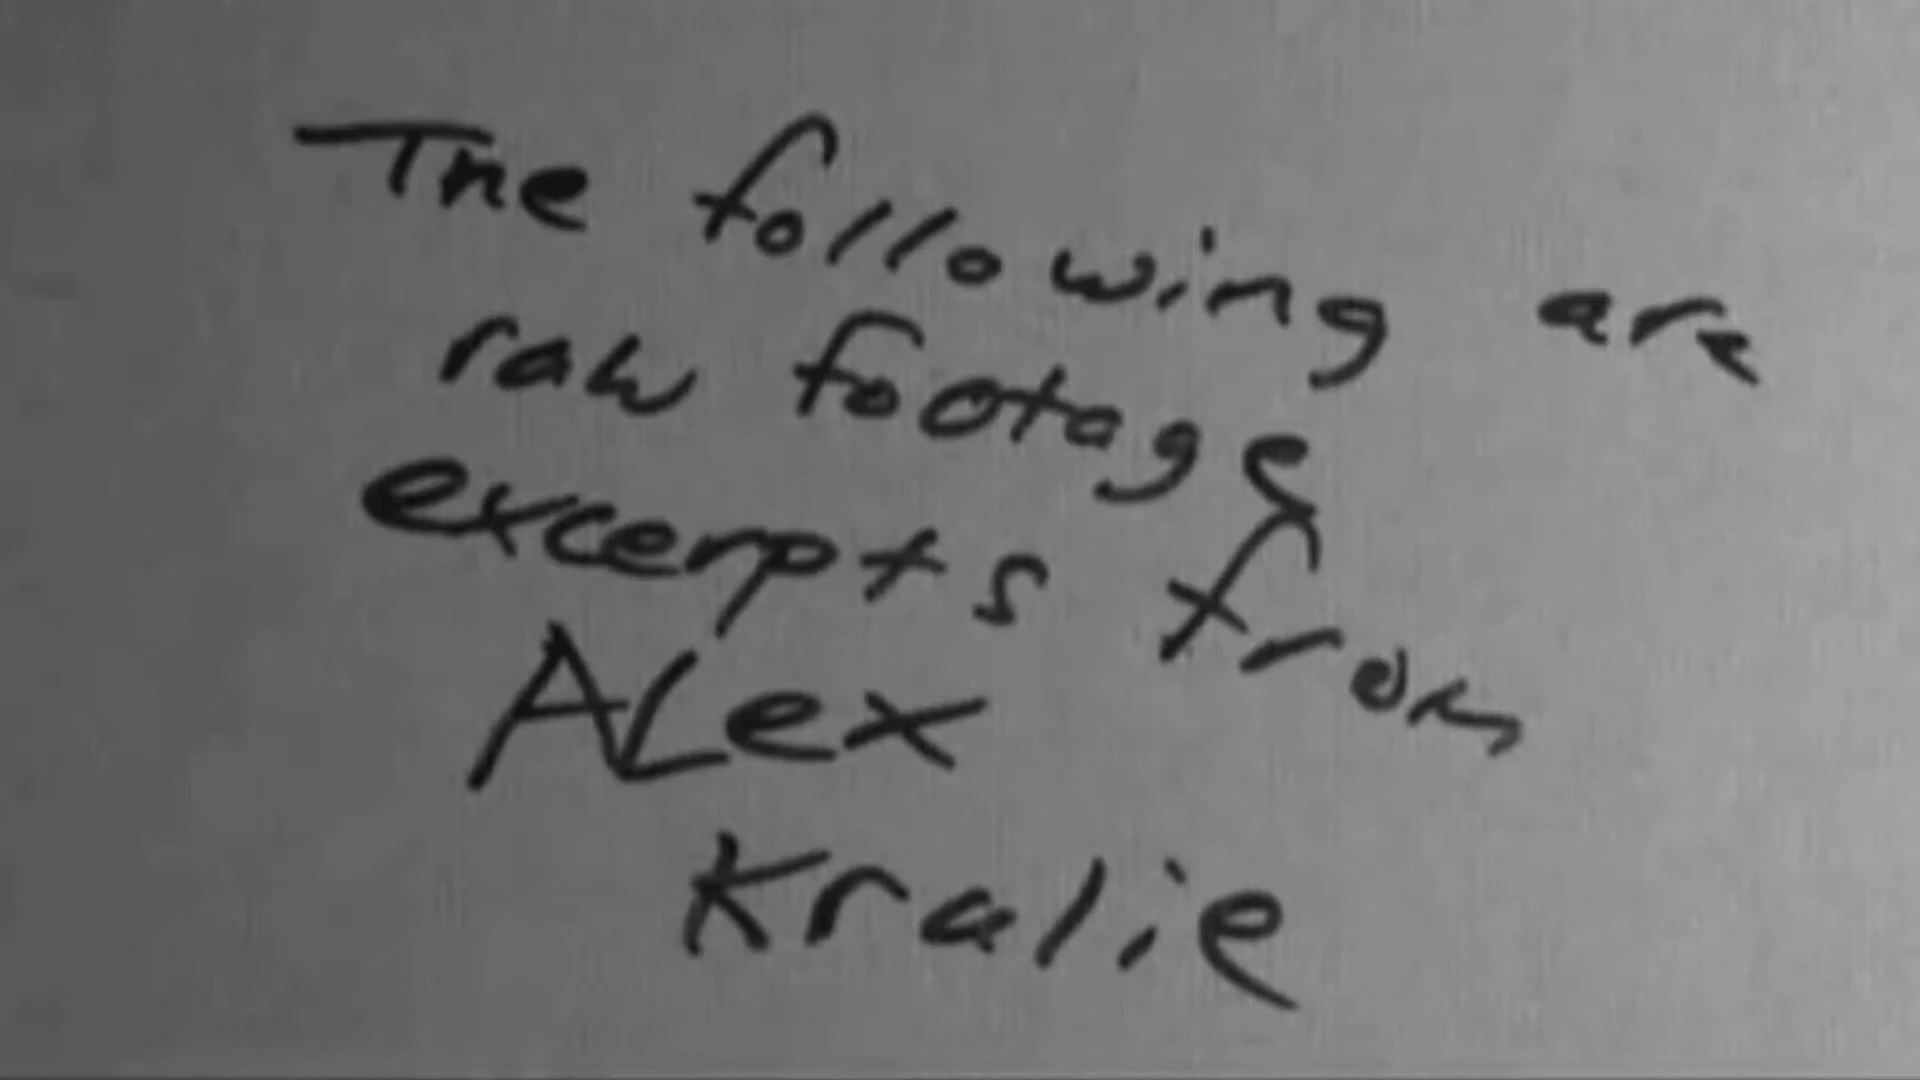 The following are
raw footage
excerpts from
ALex
Kralie